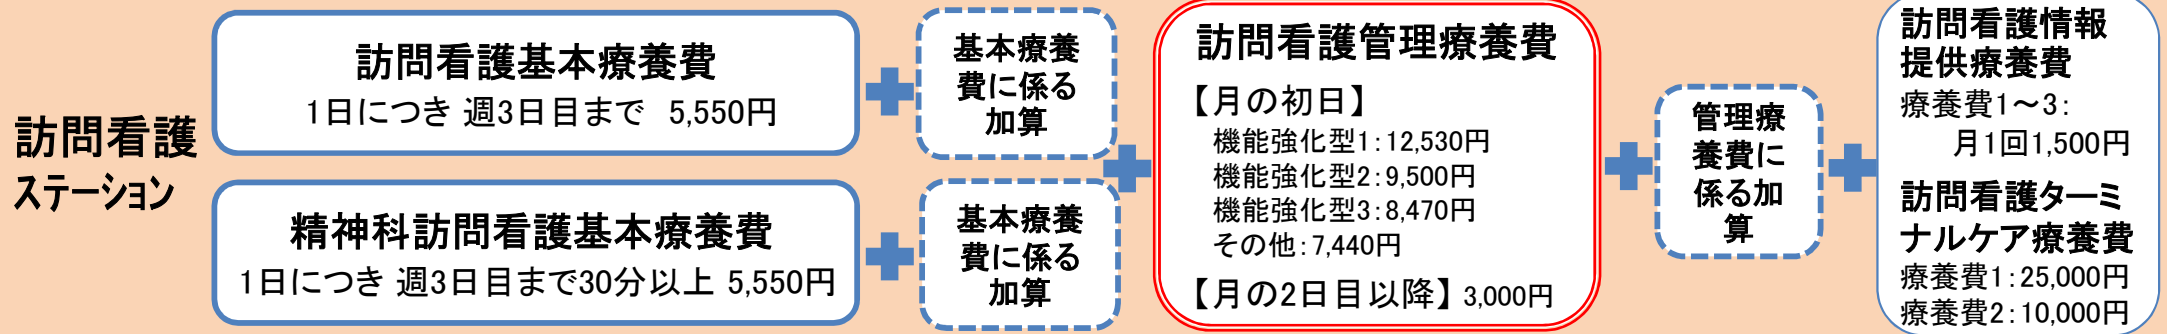 訪問看護
ステーション
訪問看護基本療養費
1日につき 週3日目まで 5,550円
基本療養
費に係る
加算
精神科訪問看護基本療養費
1日につき 週3日目まで30分以上 5,550円
基本療養
費に係る
加算
訪問看護管理療養費
【月の初日】
機能強化型1：12,530円
機能強化型2：9,500円
機能強化型3：8,470円
その他：7,440円
【月の2日目以降】 3,000円
管理療
養費に
係る加
算
訪問看護情報
提供療養費
療養費1～3：
月1回1,500円
訪問看護ターミ
ナルケア療養費
療養費1：25,000円
療養費2：10,000円